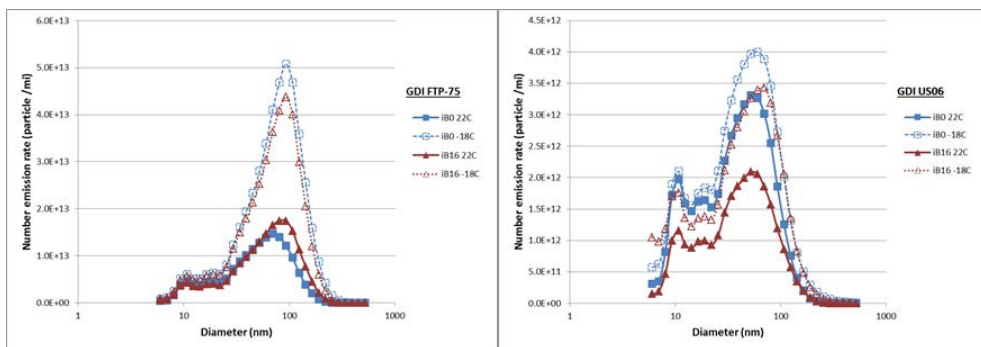 6.0E+13
5.0E+13
4.0E+13
3.0E+13
2.0E+13
1.0E+13
0.0E+00
1
10
100
1000
Number emission rate (particle /mi)
Diameter (nm)
GDI FTP-75
iB0 22C
iB0 -18C
iB16 22C
iB16 -18C
4.5E+12
4.0E+12
3.5E+12
3.0E+12
2.5E+12
2.0E+12
1.5E+12
1.0E+12
5.0E+11
0.0E+00
1
10
100
1000
Number emission rate (particle /mi)
Diameter (nm)
GDI US06
iB0 22C
iB0 -18C
iB16 22C
iB16 -18C